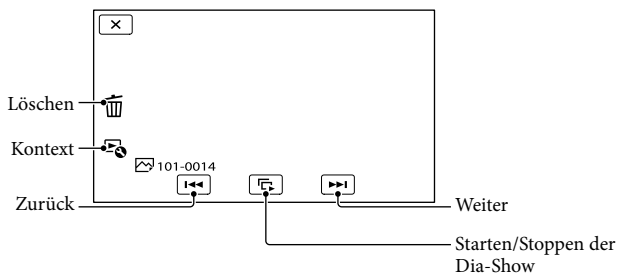 Löschen
Kontext
101-0014
Zurück
Weiter
Starten/Stoppen der
Dia-Show